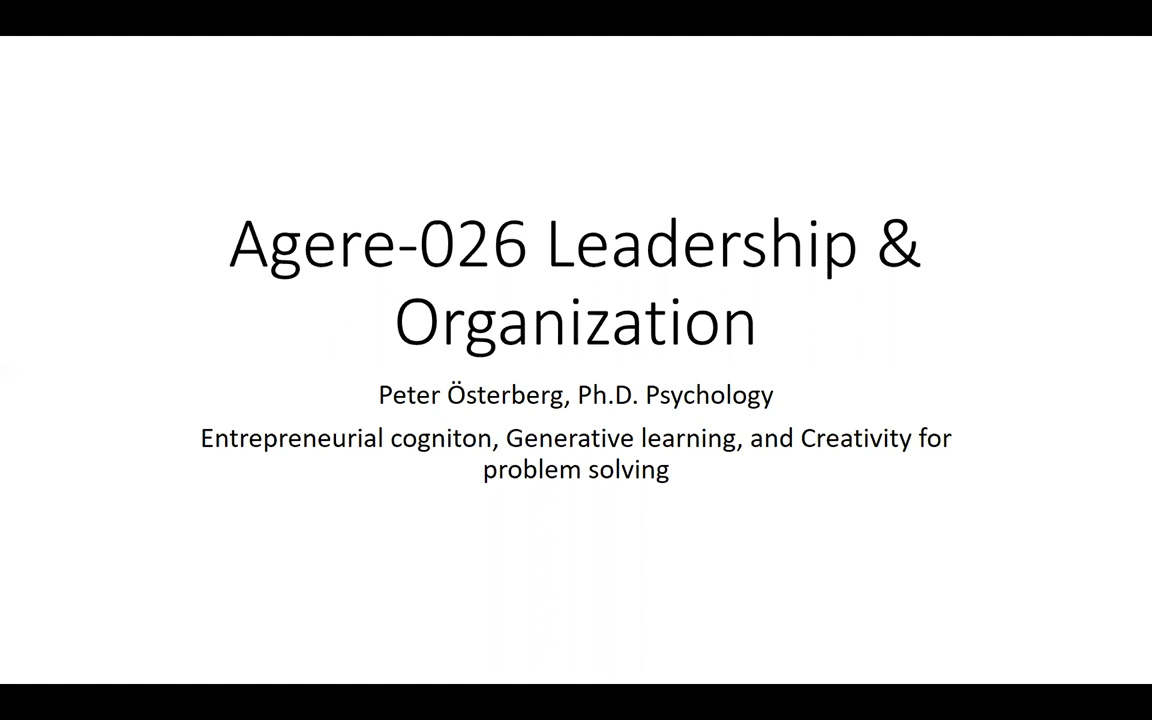 Agere-026 Leadership &
Organization
Peter Österberg, Ph.D. Psychology
Entrepreneurial cogniton, Generative learning, and Creativity for
problem solving